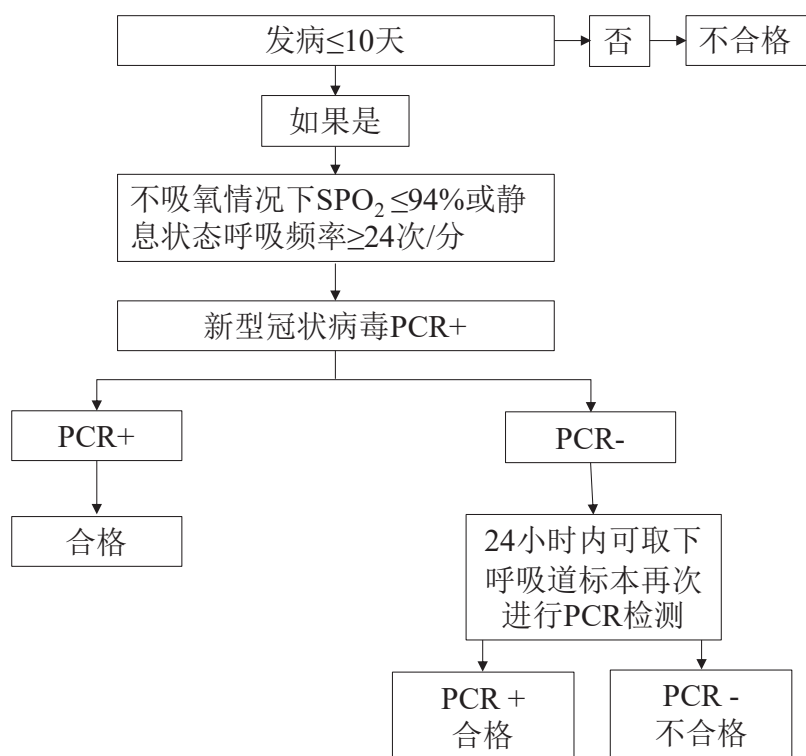 发病≤10天
否
不合格
如果是
不吸氧情况下SPO₂ ≤94%或静
息状态呼吸频率≥24次/分
新型冠状病毒PCR+
PCR+
PCR-
合格
24小时内可取下
呼吸道标本再次
进行PCR检测
PCR +
合格
PCR -
不合格